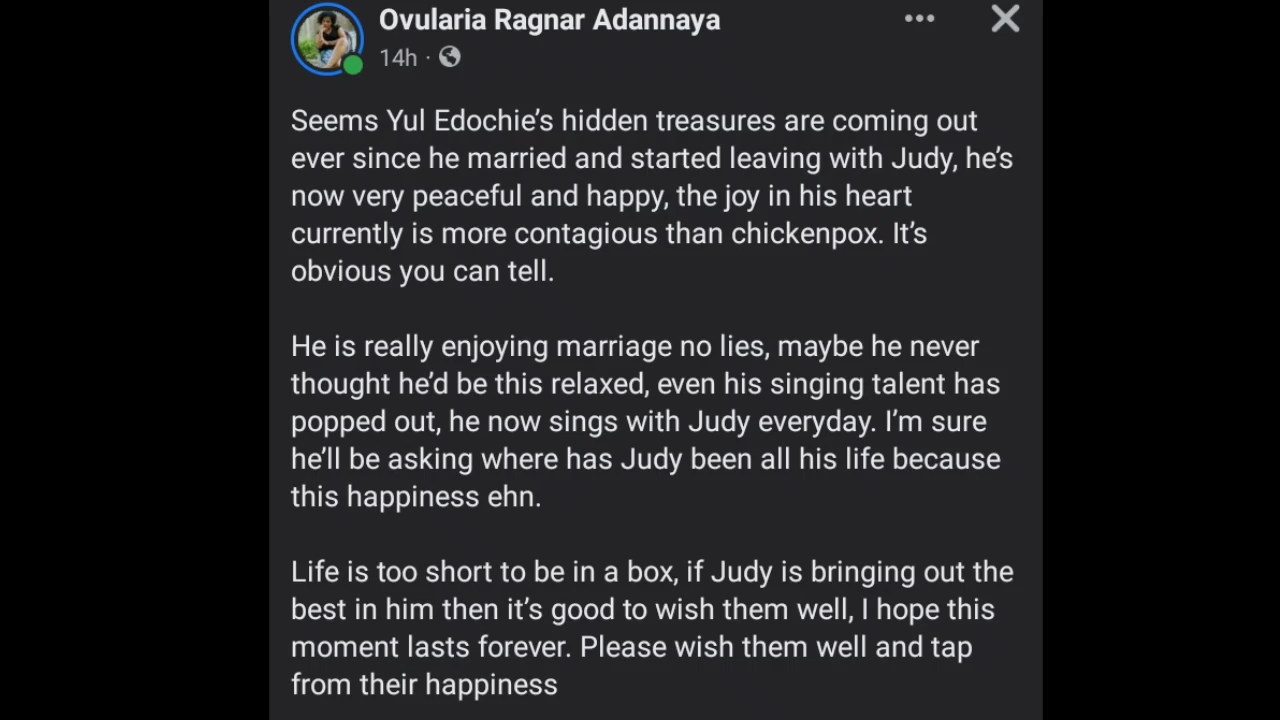 Ovularia Ragnar Adannaya
14h ·
Seems Yul Edochie’s hidden treasures are coming out
ever since he married and started leaving with Judy, he’s
now very peaceful and happy, the joy in his heart
currently is more contagious than chickenpox. It’s
obvious you can tell.
He is really enjoying marriage no lies, maybe he never
thought he’d be this relaxed, even his singing talent has
popped out, he now sings with Judy everyday. I’m sure
he’ll be asking where has Judy been all his life because
this happiness ehn.
Life is too short to be in a box, if Judy is bringing out the
best in him then it’s good to wish them well, I hope this
moment lasts forever. Please wish them well and tap
from their happiness